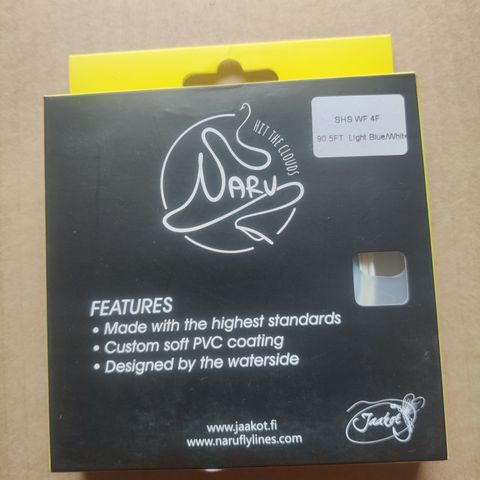 SHS WF 4F
90.5FT Light Blue/White
HIT THE CLOUDS
NARU
FEATURES
• Made with the highest standards
• Custom soft PVC coating
• Designed by the waterside
www.jaakot.fi
www.naruflylines.com
Jaakot